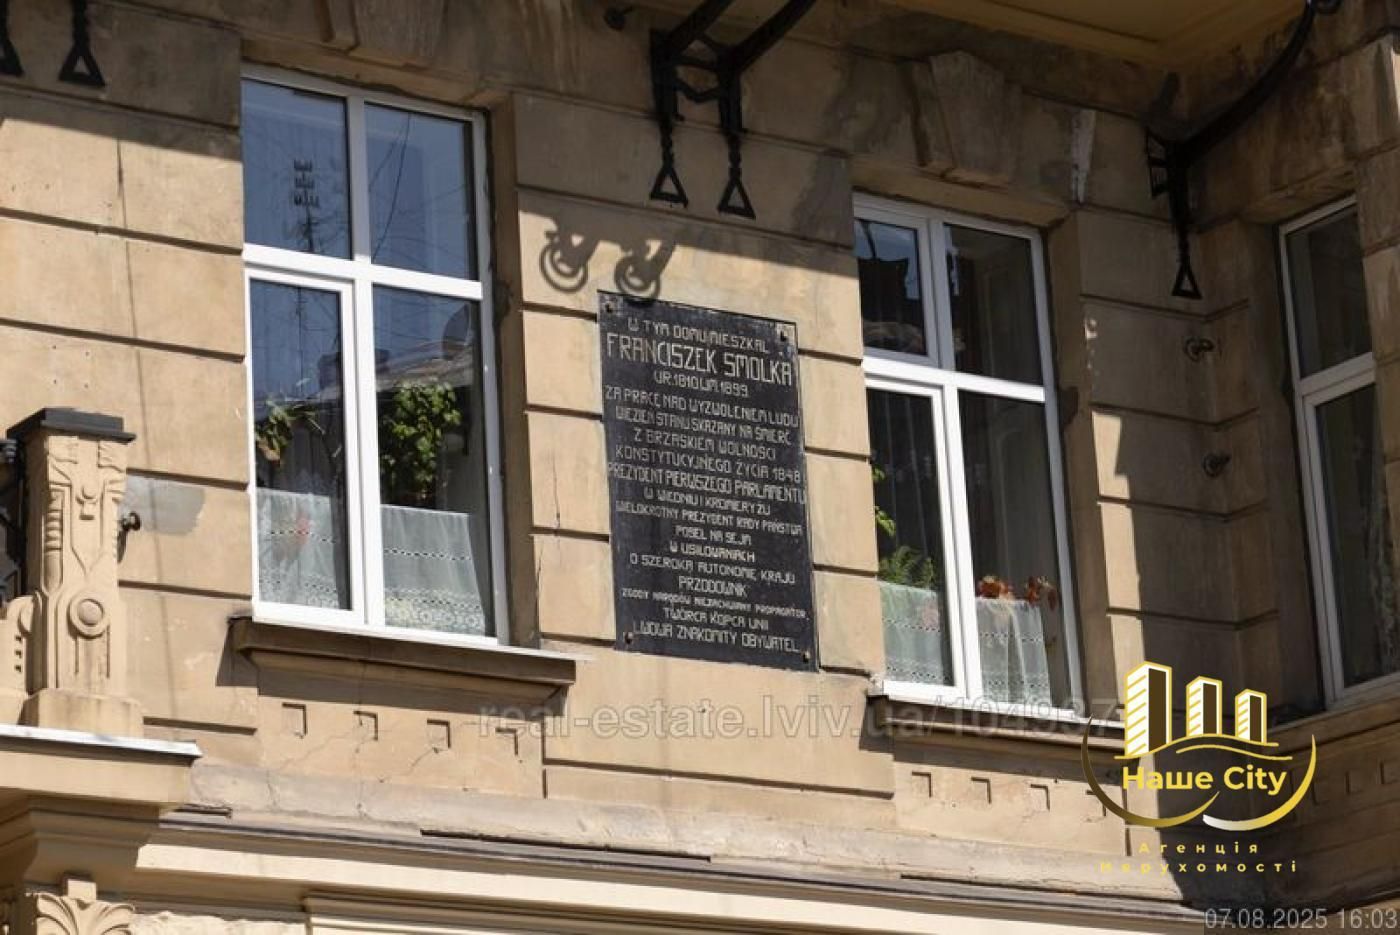 W TYM DOMU MIESZKAŁ
FRANCISZEK SMOLKA
UR. 1810 UM. 1899.
ZA PRACĘ NAD WYZWOLENIEM LUDU
WIĘZIEŃ STANU SKAZANY NA ŚMIERĆ
Z BRZASKIEM WOLNOŚCI
KONSTYTUCYJNEGO ŻYCIA 1848
PREZYDENT PIERWSZEGO PARLAMENTU
W WIEDNIU I KROMIERYŻU
WIELOKROTNY PREZYDENT RADY PAŃSTWA
POSEŁ NA SEJM
W USIŁOWANIACH
O SZEROKĄ AUTONOMIĘ KRAJU
PRZODOWNIK
ZGODY NARODÓW NIEZACHWIANY PROPAGATOR
TWÓRCA KOPCA UNII
LWOWA ZNAKOMITY OBYWATEL
real-estate.lviv.ua/104937
Наше City
Агенція
Нерухомості
07.08.2025 16:03